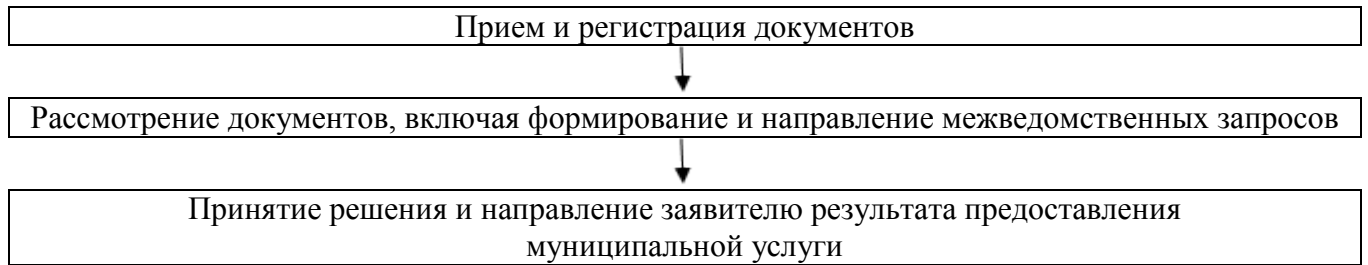 Прием и регистрация документов
Рассмотрение документов, включая формирование и направление межведомственных запросов
Принятие решения и направление заявителю результата предоставления
муниципальной услуги